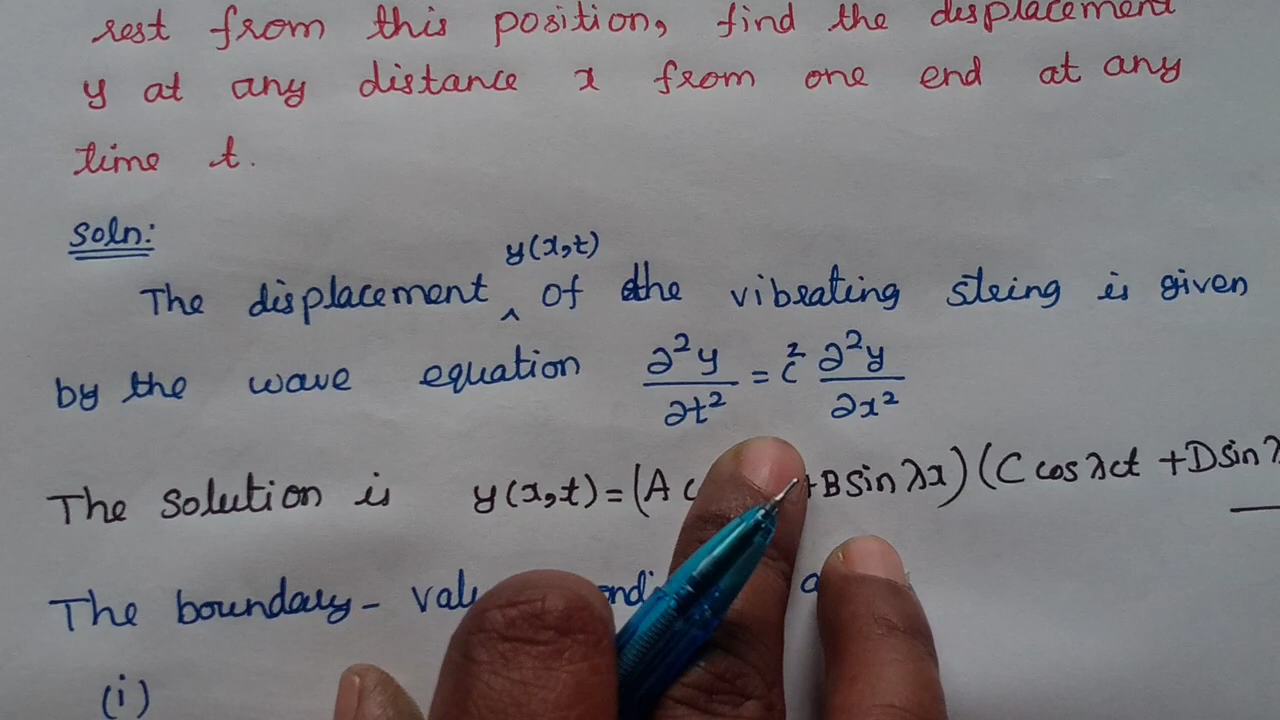 rest from this position, find the displacement
y at any distance x from one end at any
time t.
Soln:
y(x,t)
The displacement ^ of the vibrating string is given
by the wave equation ∂²y/∂t² = c² ∂²y/∂x²
The solution is y(x,t)=(A +B sin λx)(C cos λct +D sin λ
The boundary-
(i)